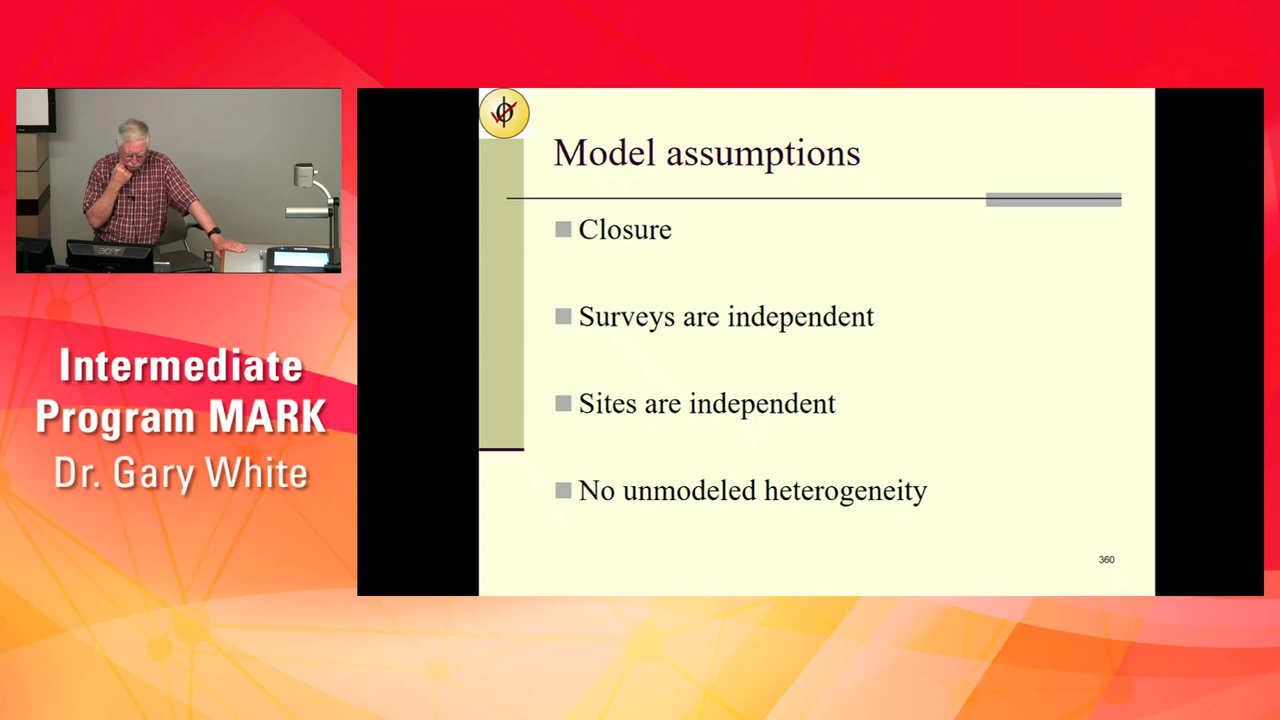 Intermediate
Program MARK
Dr. Gary White
Model assumptions
Closure
Surveys are independent
Sites are independent
No unmodeled heterogeneity
360